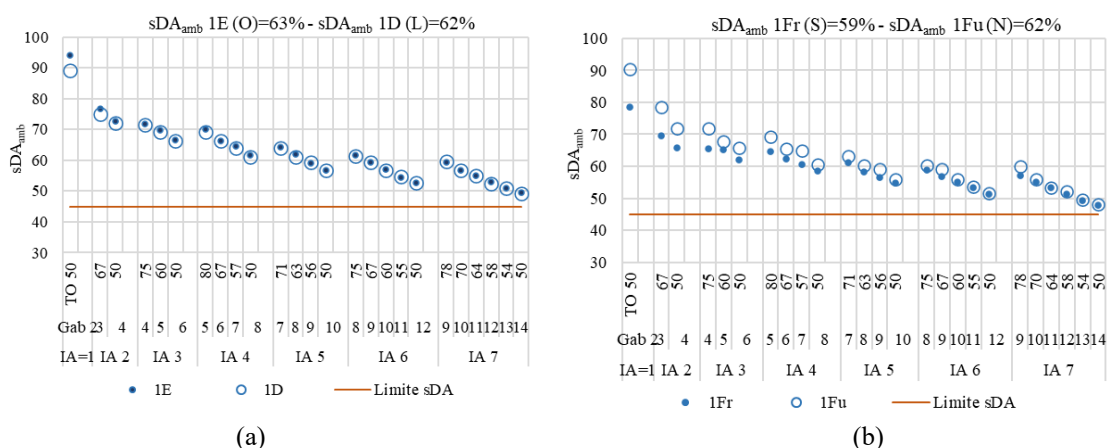 sDAamb 1E (O)=63% - sDAamb 1D (L)=62%
100
90
80
70
60
50
40
30
sDAamb
TO 50 67 50 75 60 50 80 67 57 50 71 63 56 50 75 67 60 55 50 78 70 64 58 54 50
Gab 2 3 4 4 5 6 5 6 7 8 7 8 9 10 8 9 10 11 12 9 10 11 12 13 14
IA=1 IA 2 IA 3 IA 4 IA 5 IA 6 IA 7
1E 1D Limite sDA
(a)
sDAamb 1Fr (S)=59% - sDAamb 1Fu (N)=62%
100
90
80
70
60
50
40
30
sDAamb
TO 50 67 50 75 60 50 80 67 57 50 71 63 56 50 75 67 60 55 50 78 70 64 58 54 50
Gab 2 3 4 4 5 6 5 6 7 8 7 8 9 10 8 9 10 11 12 9 10 11 12 13 14
IA=1 IA 2 IA 3 IA 4 IA 5 IA 6 IA 7
1Fr 1Fu Limite sDA
(b)